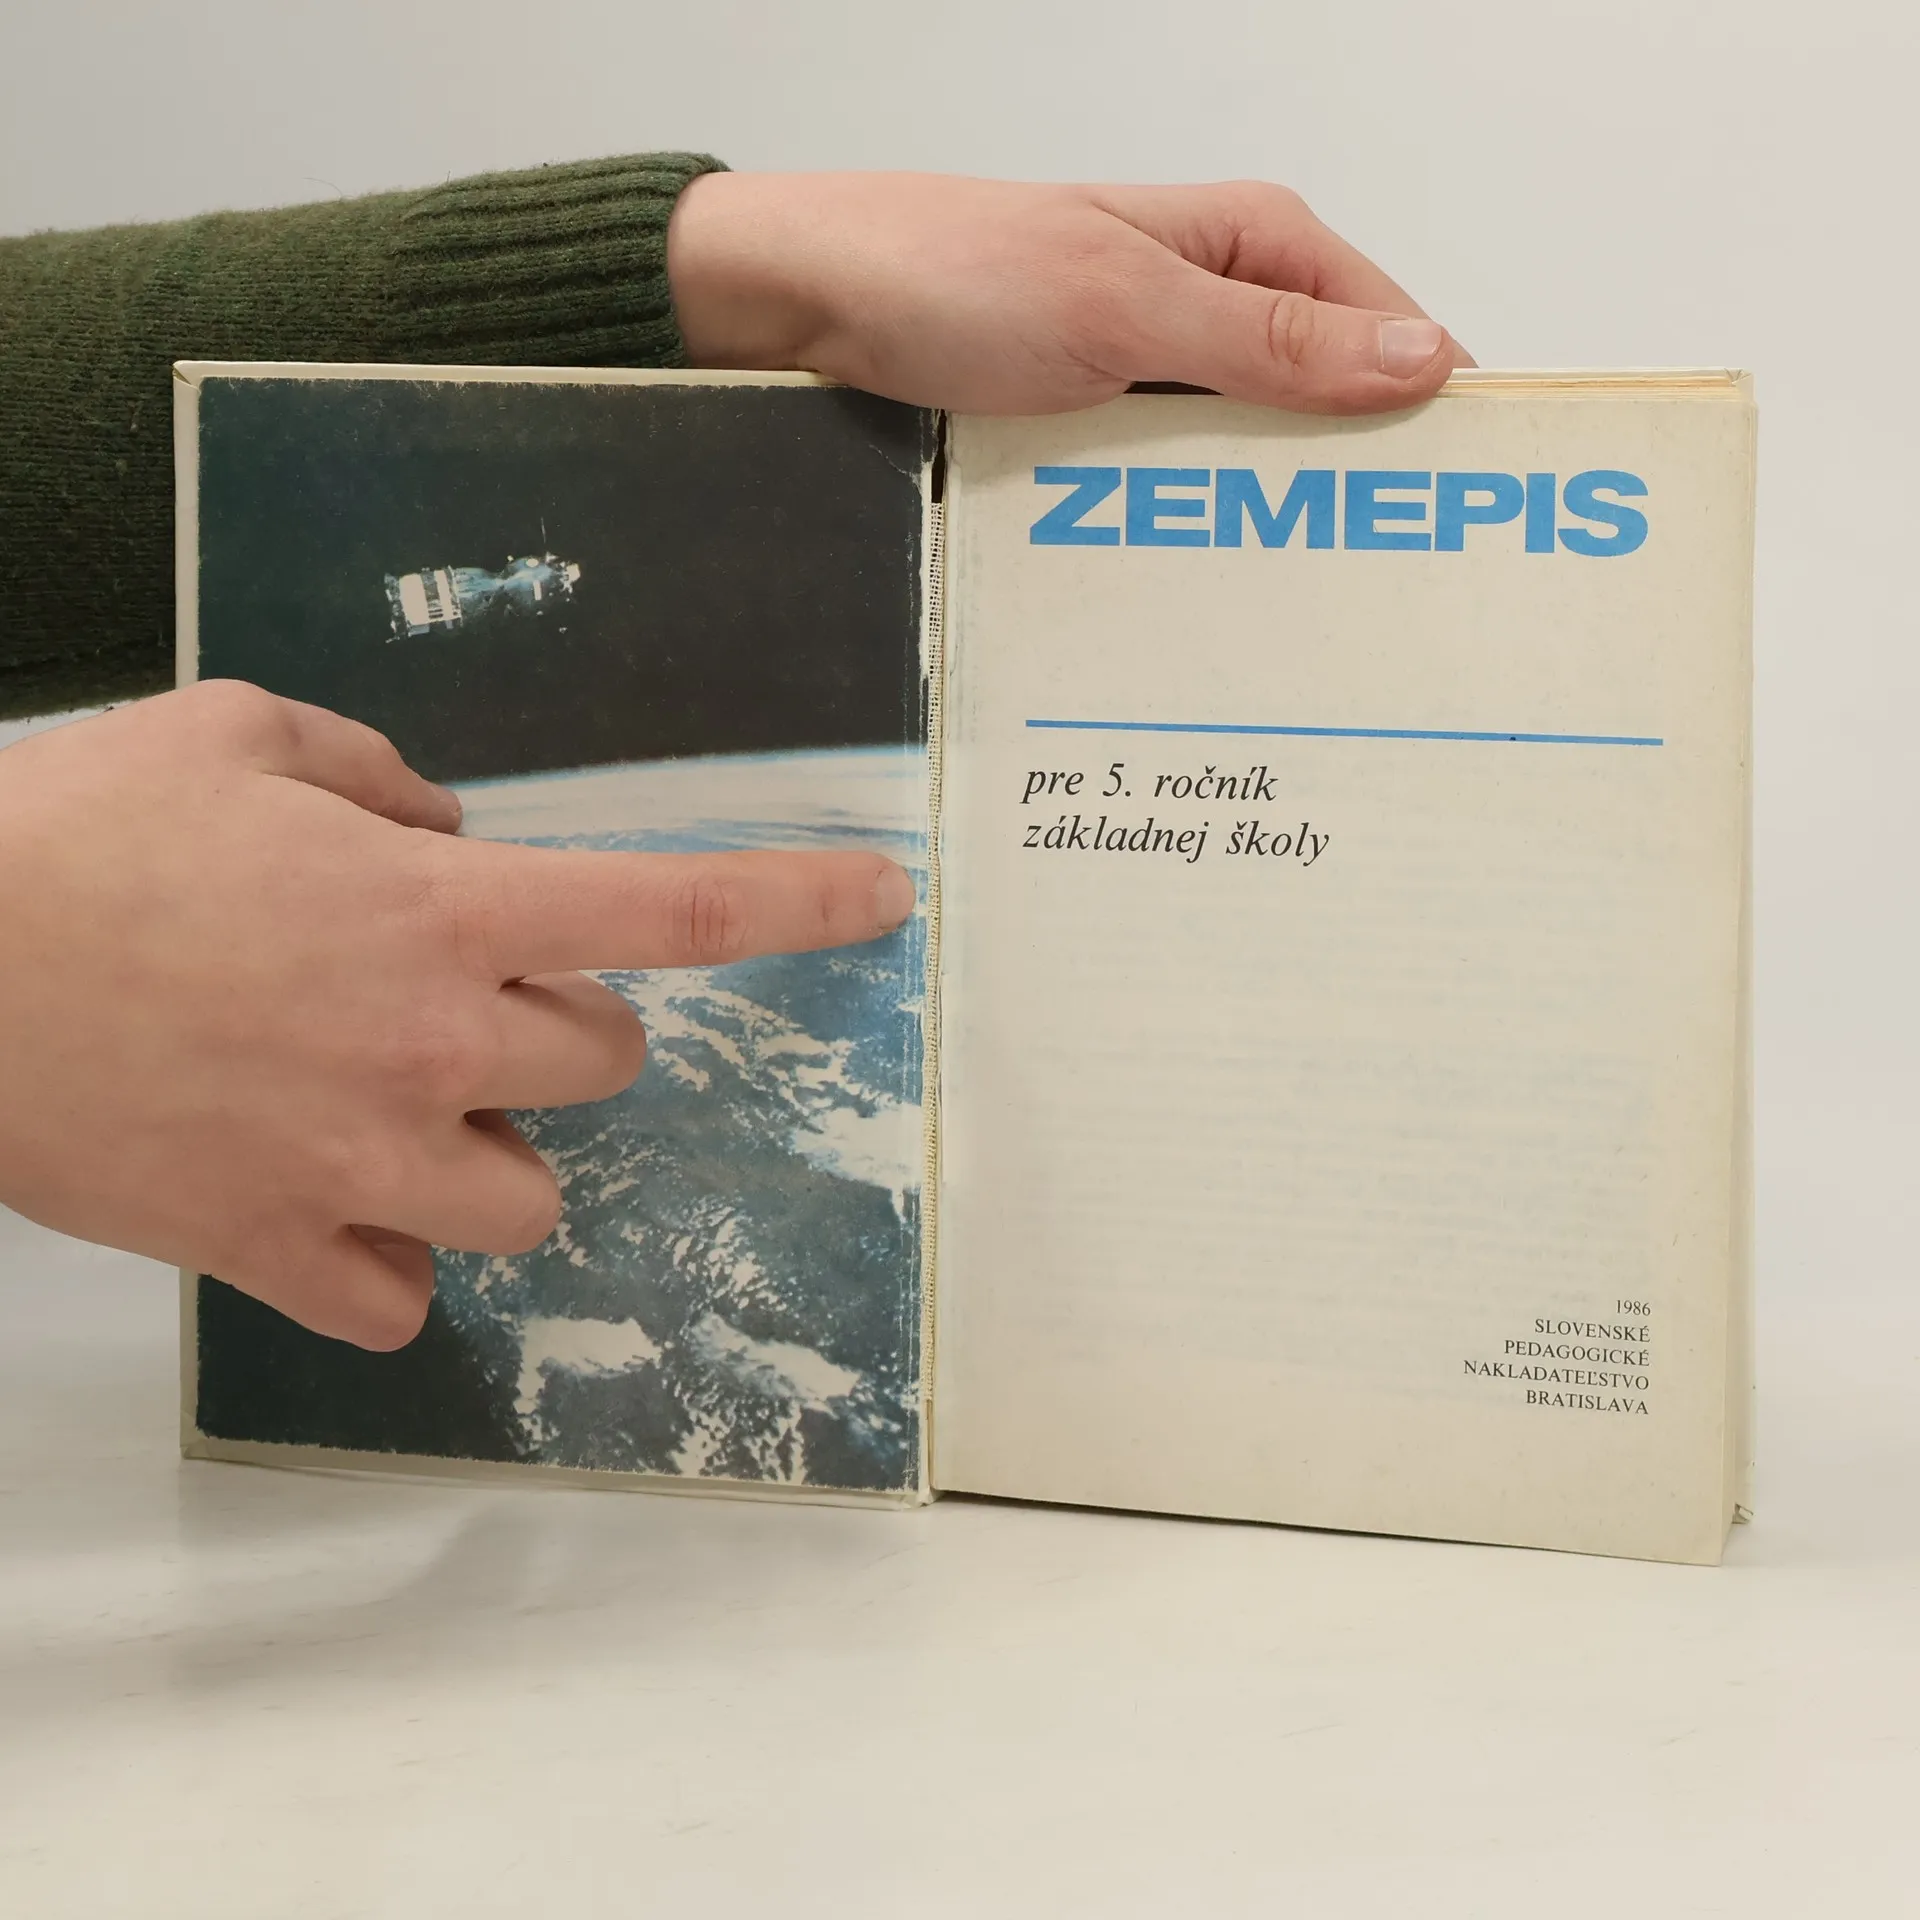 ZEMEPIS
pre 5. ročník
základnej školy
1986
SLOVENSKÉ
PEDAGOGICKÉ
NAKLADATEĽSTVO
BRATISLAVA